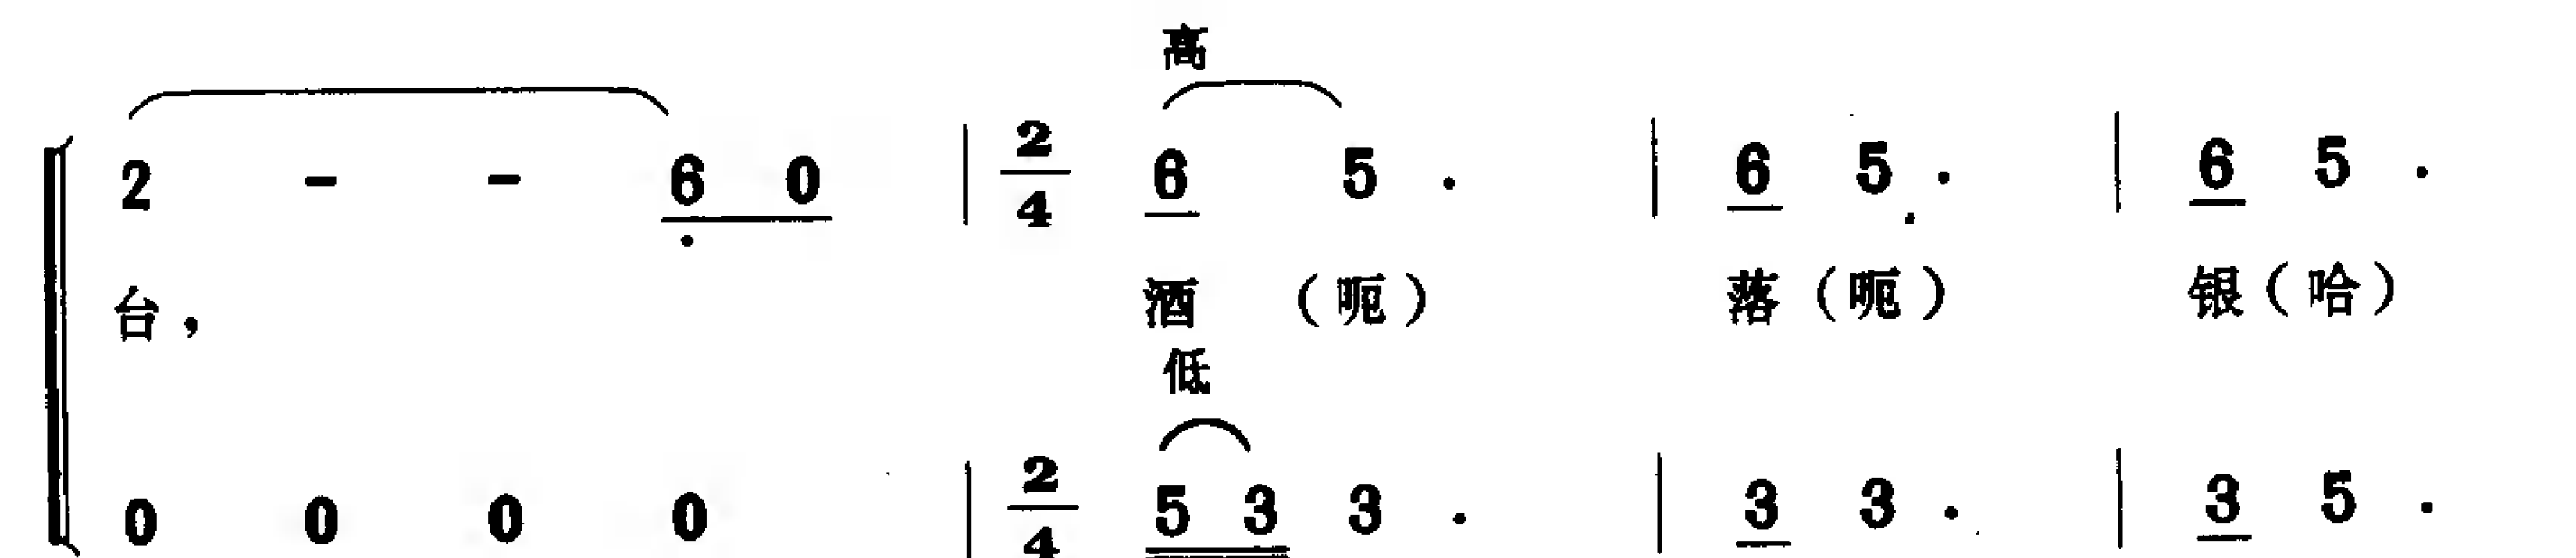 高
2 - - 6 0 | 2/4 6 5 . | 6 5 . | 6 5 .
台， 酒 （呃） 落（呃） 银（哈）
低
0 0 0 0 | 2/4 5 3 3 . | 3 3 . | 3 5 .